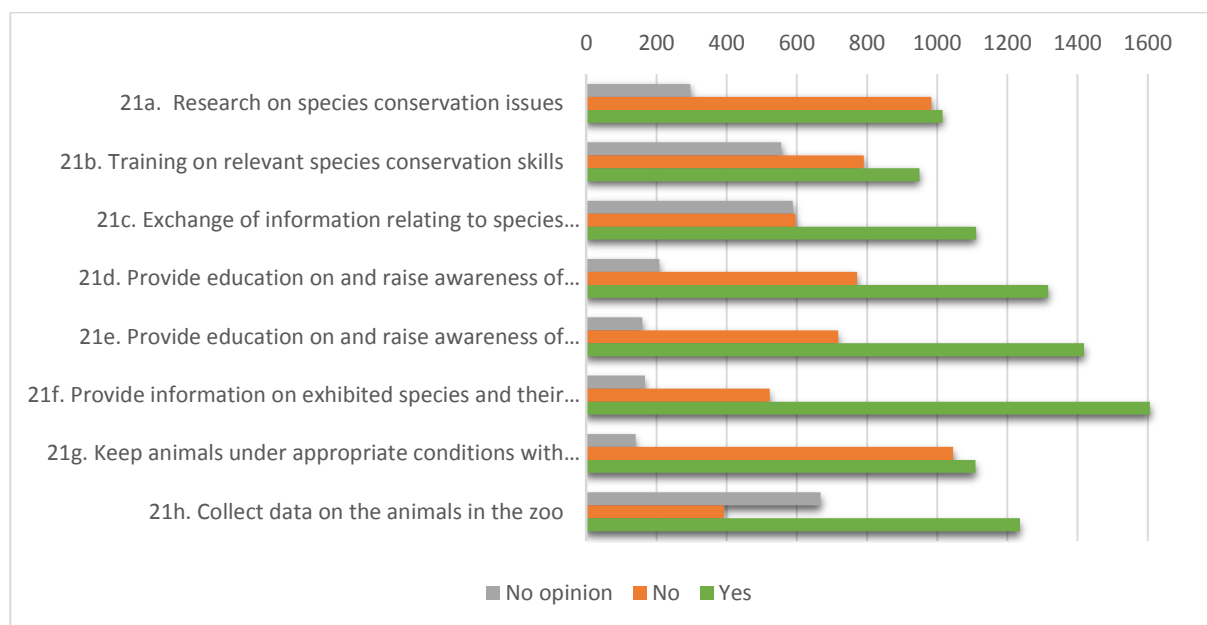 0 200 400 600 800 1000 1200 1400 1600
21a. Research on species conservation issues
21b. Training on relevant species conservation skills
21c. Exchange of information relating to species...
21d. Provide education on and raise awareness of...
21e. Provide education on and raise awareness of...
21f. Provide information on exhibited species and their...
21g. Keep animals under appropriate conditions with...
21h. Collect data on the animals in the zoo
No opinion No Yes